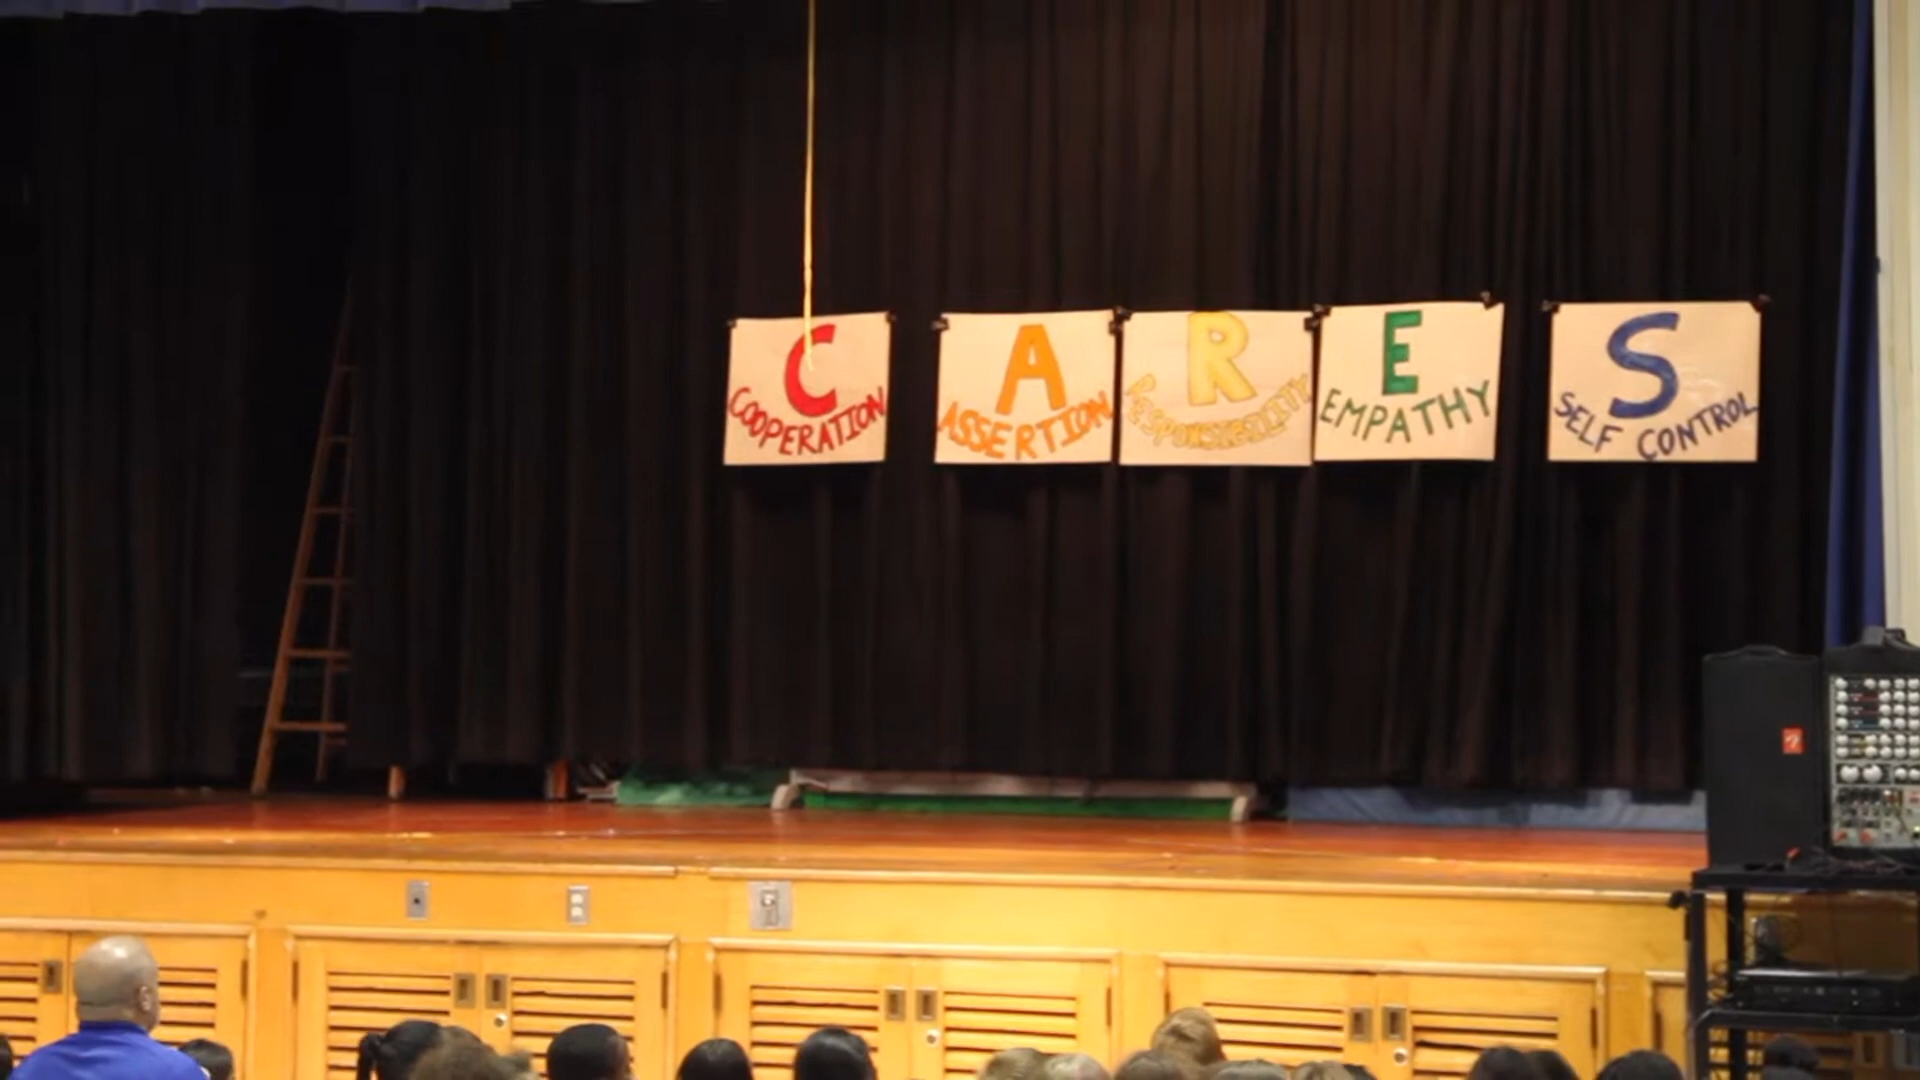 C
COOPERATION
A
ASSERTION
R
RESPONSIBILITY
E
EMPATHY
S
SELF CONTROL